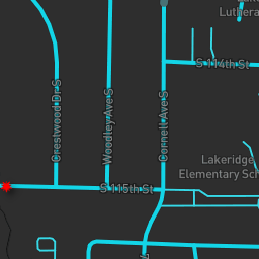 Luthera
S 114th St
Crestwood Dr S
Woodley Ave S
Cornell Ave S
Lakeridge
Elementary Sch
S 115th St